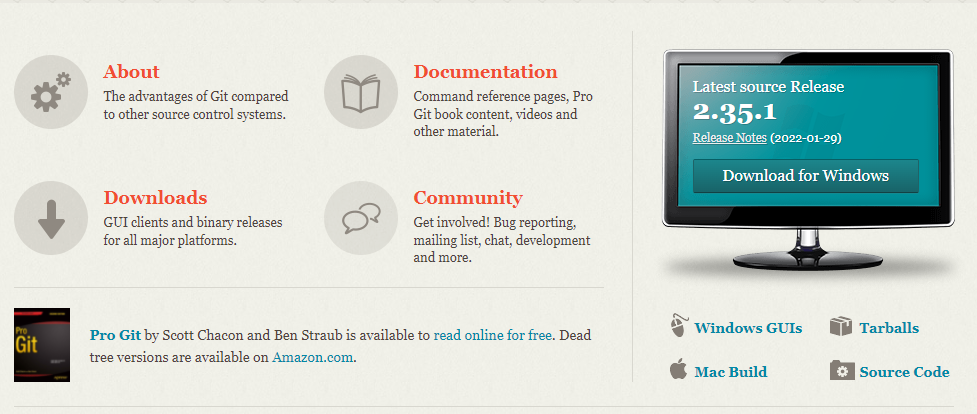 About
The advantages of Git compared
to other source control systems.
Documentation
Command reference pages, Pro
Git book content, videos and
other material.
Downloads
GUI clients and binary releases
for all major platforms.
Community
Get involved! Bug reporting,
mailing list, chat, development
and more.
Pro
Git
Pro Git by Scott Chacon and Ben Straub is available to read online for free. Dead
tree versions are available on Amazon.com.
Latest source Release
2.35.1
Release Notes (2022-01-29)
Download for Windows
Windows GUIs
Tarballs
Mac Build
Source Code